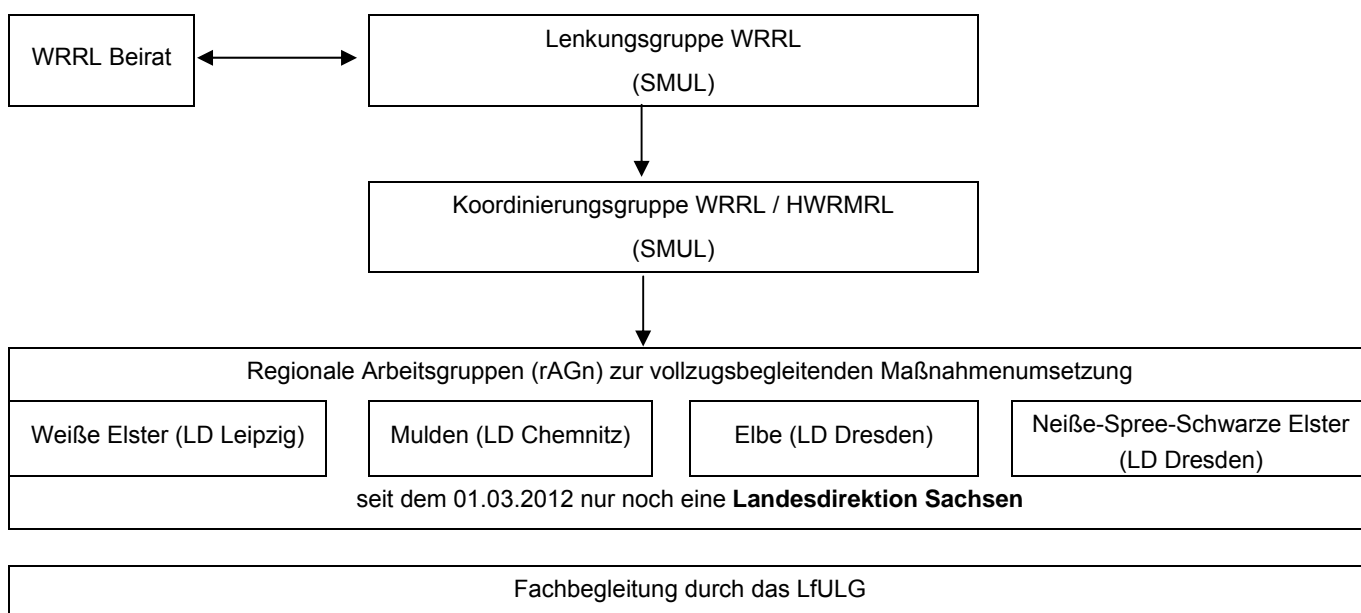 WRRL Beirat
Lenkungsgruppe WRRL
(SMUL)
Koordinierungsgruppe WRRL / HWRMRL
(SMUL)
Regionale Arbeitsgruppen (rAGn) zur vollzugsbegleitenden Maßnahmenumsetzung
Weiße Elster (LD Leipzig)
Mulden (LD Chemnitz)
Elbe (LD Dresden)
Neiße-Spree-Schwarze Elster
(LD Dresden)
seit dem 01.03.2012 nur noch eine Landesdirektion Sachsen
Fachbegleitung durch das LfULG